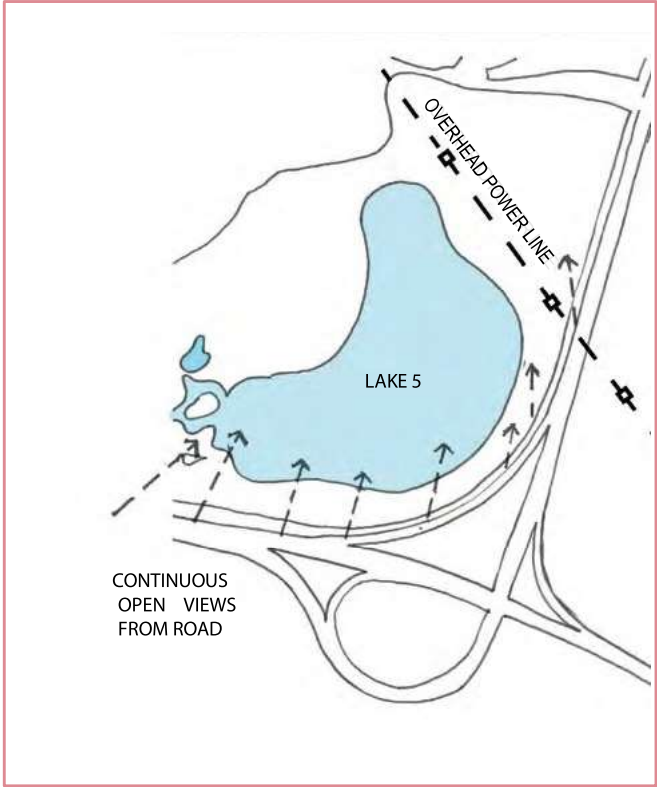 OVERHEAD POWER LINE
LAKE 5
CONTINUOUS
OPEN VIEWS
FROM ROAD